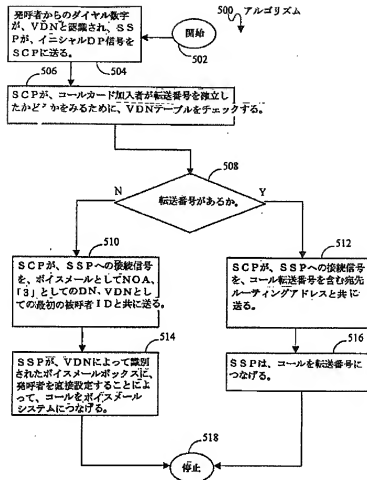 500 アルゴリズム
開始
502
発呼者からのダイヤル数字
が、VDNと認識され、SS
Pが、イニシャルDP信号を
SCPに送る。
504
506
SCPが、コールカード加入者が転送番号を確立し
たかどうかをみるために、VDNテーブルをチェックする。
508
転送番号があるか。
N
Y
510
SCPが、SSPへの接続信号
を、ボイスメールとしてNOA、
「3」としてのDN、VDNとし
ての最初の被呼者IDと共に送る。
512
SCPが、SSPへの接続信号
を、コール転送番号を含む宛先
ルーティングアドレスと共に
送る。
514
SSPが、VDNによって識別
されたボイスメールボックスに、
発呼者を直接設定することによ
って、コールをボイスメール
システムにつなげる。
516
SSPは、コールを転送番号に
つなげる。
518
停止